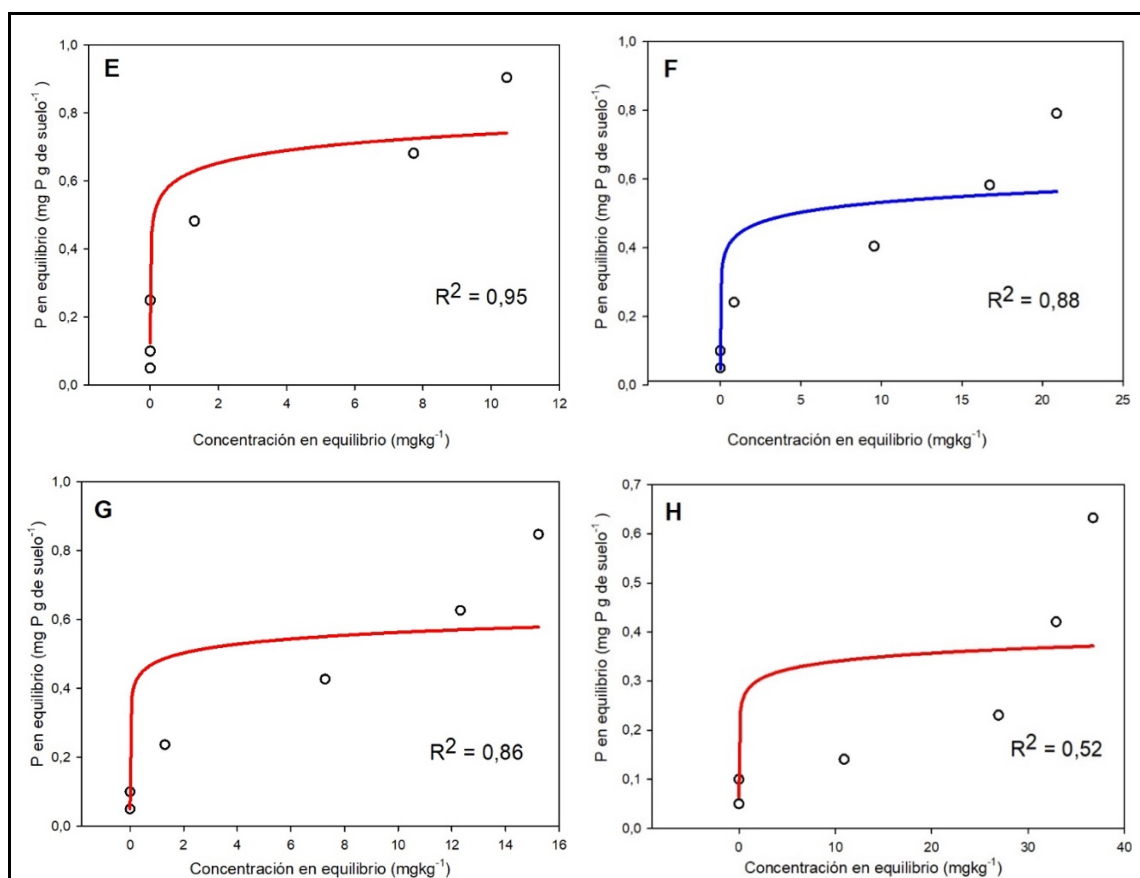 E
1,0
0,8
0,6
0,4
0,2
0,0
P en equilibrio (mg P g de suelo⁻¹)
R² = 0,95
0 2 4 6 8 10 12
Concentración en equilibrio (mgkg⁻¹)
F
1,0
0,8
0,6
0,4
0,2
0,0
P en equilibrio (mg P g de suelo⁻¹)
R² = 0,88
0 5 10 15 20 25
Concentración en equilibrio (mgkg⁻¹)
G
1,0
0,8
0,6
0,4
0,2
0,0
P en equilibrio (mg P g de suelo⁻¹)
R² = 0,86
0 2 4 6 8 10 12 14 16
Concentración en equilibrio (mgkg⁻¹)
H
0,7
0,6
0,5
0,4
0,3
0,2
0,1
0,0
P en equilibrio (mg P g de suelo⁻¹)
R² = 0,52
0 10 20 30 40
Concentración en equilibrio (mgkg⁻¹)